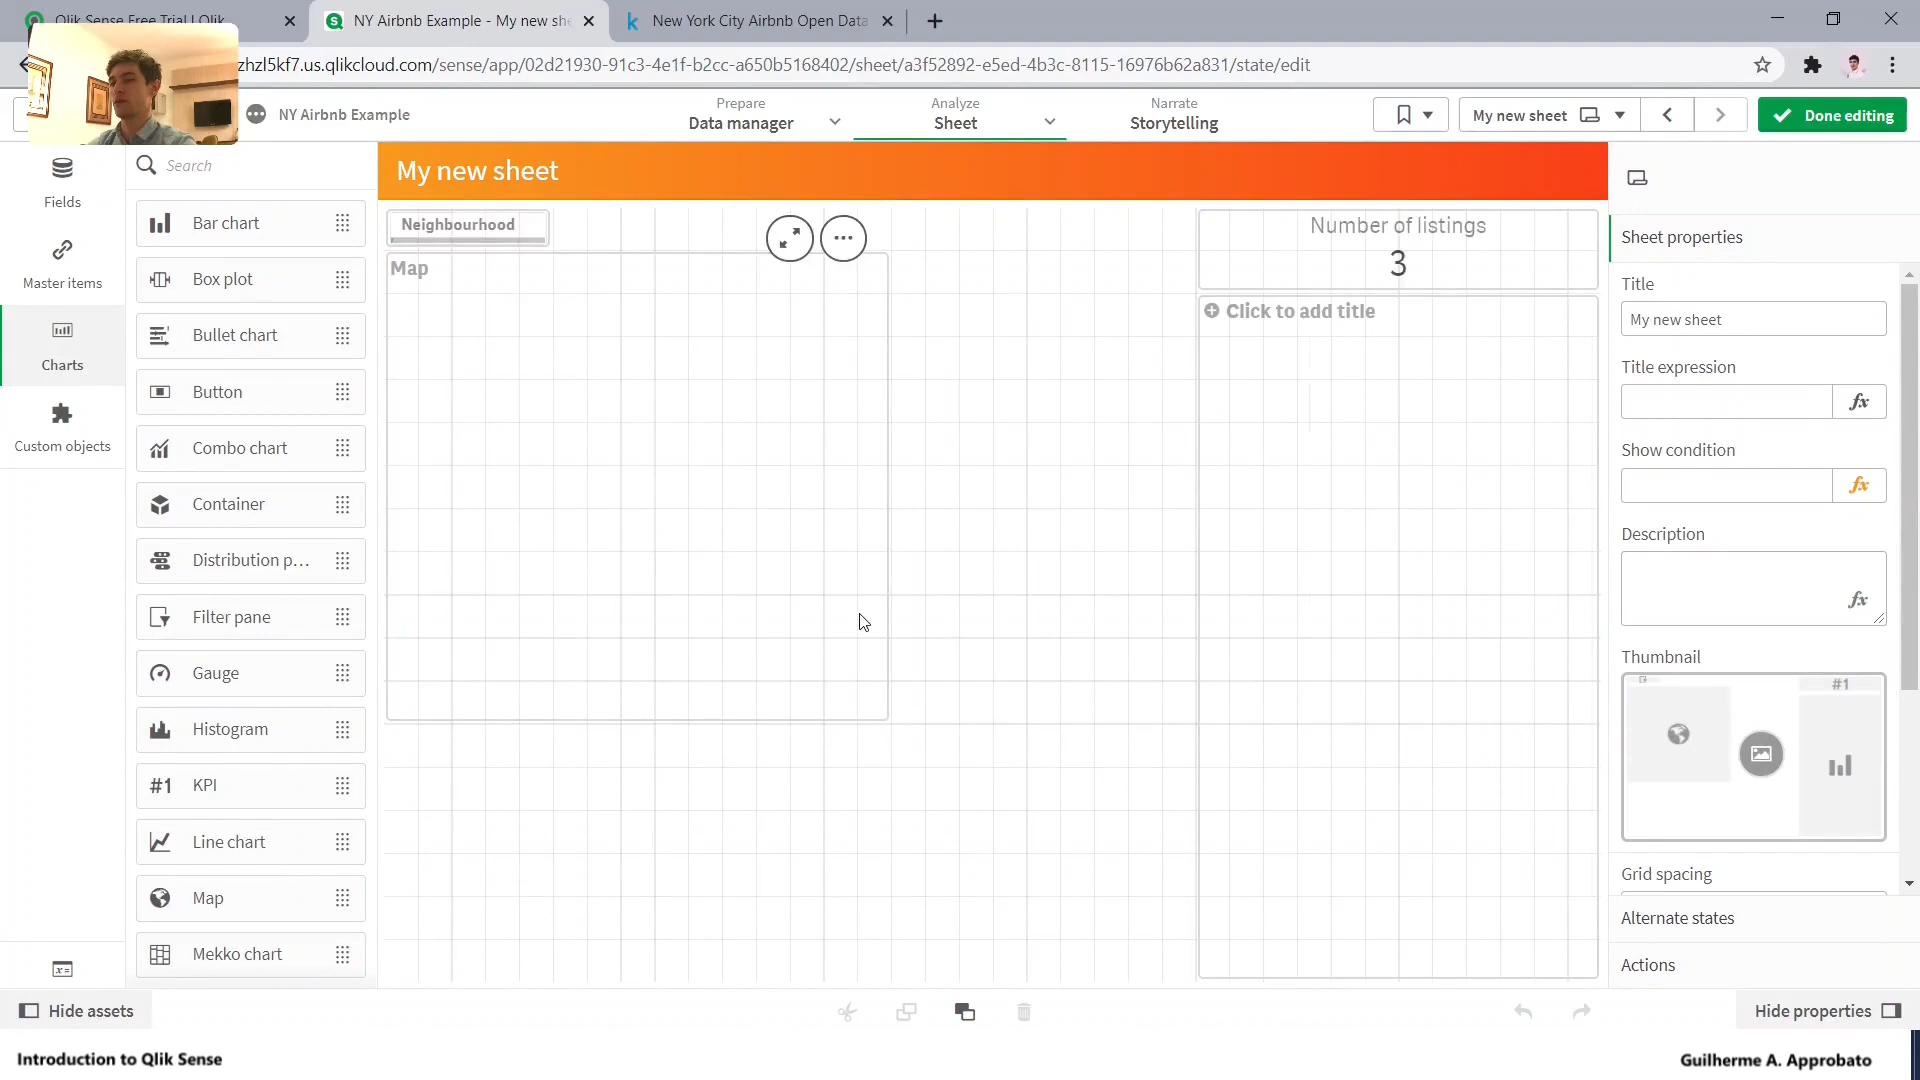 Qlik Sense Free Trial | Qlik
NY Airbnb Example - My new she
New York City Airbnb Open Data
zhzl5kf7.us.qlikcloud.com/sense/app/02d21930-91c3-4e1f-b2cc-a650b5168402/sheet/a3f52892-e5ed-4b3c-8115-16976b62a831/state/edit
NY Airbnb Example
Prepare
Data manager
Analyze
Sheet
Narrate
Storytelling
My new sheet
Done editing
Fields
Master items
Charts
Custom objects
Search
Bar chart
Box plot
Bullet chart
Button
Combo chart
Container
Distribution p...
Filter pane
Gauge
Histogram
#1 KPI
Line chart
Map
Mekko chart
My new sheet
Neighbourhood
Map
Number of listings
3
Click to add title
Sheet properties
Title
My new sheet
Title expression
fx
Show condition
fx
Description
fx
Thumbnail
#1
Grid spacing
Alternate states
Actions
x=
Hide assets
Hide properties
Introduction to Qlik Sense
Guilherme A. Approbato